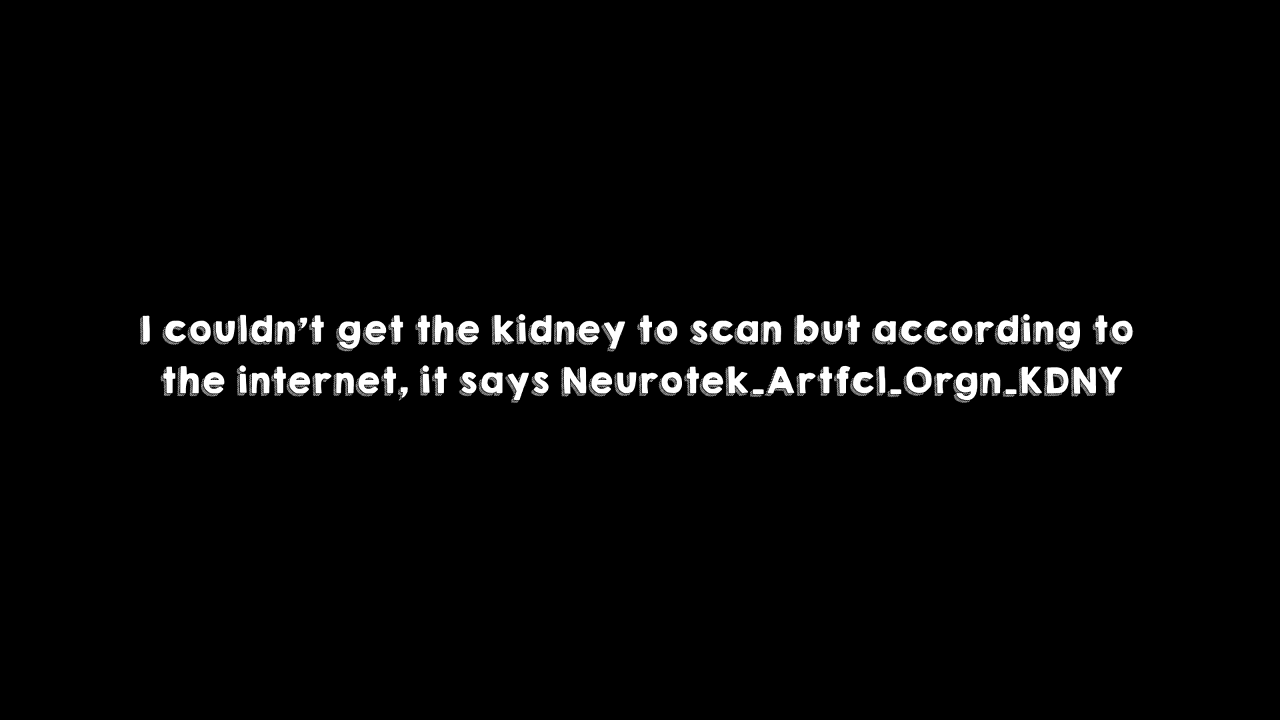 I couldn't get the kidney to scan but according to
the internet, it says Neurotek_Artfcl_Orgn_KDNY